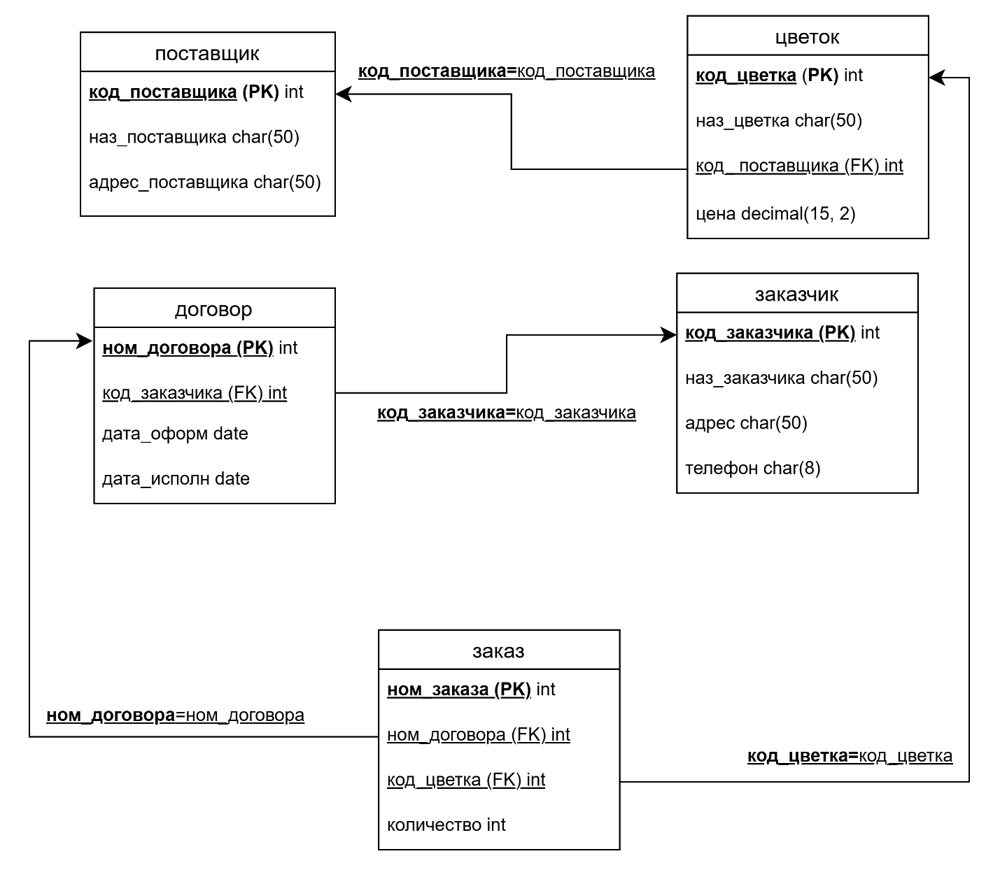 поставщик
код_поставщика (PK) int
наз_поставщика char(50)
адрес_поставщика char(50)
код_поставщика=код_поставщика
цветок
код_цветка (PK) int
наз_цветка char(50)
код_ поставщика (FK) int
цена decimal(15, 2)
договор
ном_договора (PK) int
код_заказчика (FK) int
дата_оформ date
дата_исполн date
код_заказчика=код_заказчика
заказчик
код_заказчика (PK) int
наз_заказчика char(50)
адрес char(50)
телефон char(8)
заказ
ном_заказа (PK) int
ном_договора (FK) int
код_цветка (FK) int
количество int
ном_договора=ном_договора
код_цветка=код_цветка